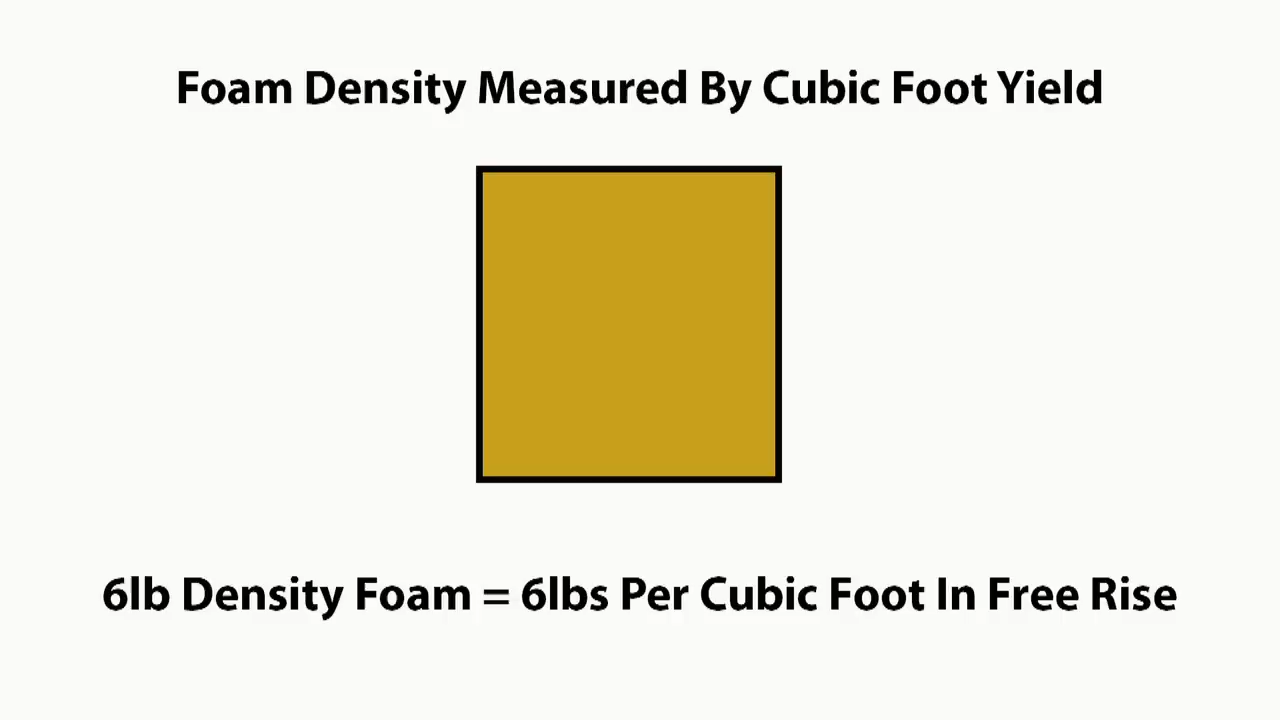 Foam Density Measured By Cubic Foot Yield
6lb Density Foam = 6lbs Per Cubic Foot In Free Rise